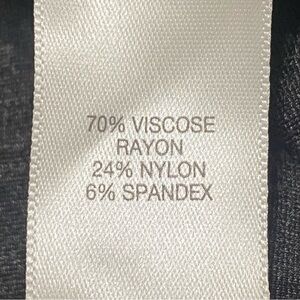 70% VISCOSE
RAYON
24% NYLON
6% SPANDEX